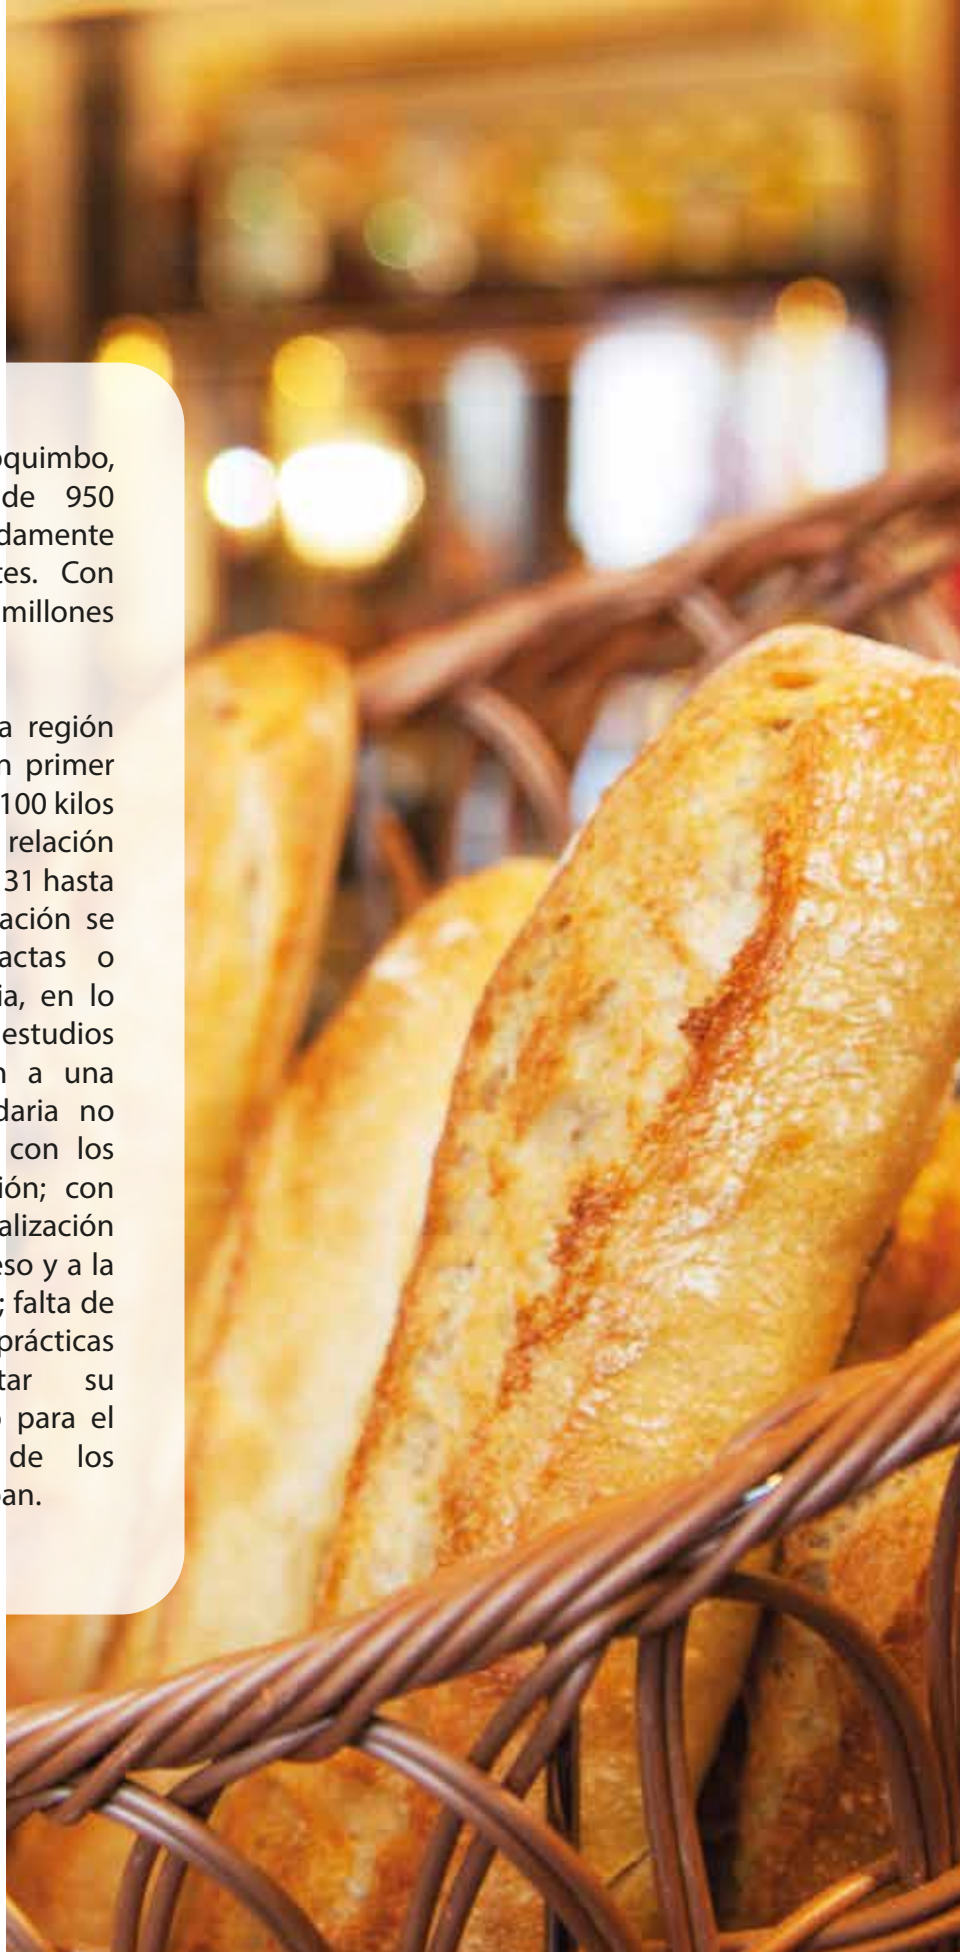 oquimbo,
de 950
damente
tes. Con
millones
a región
n primer
100 kilos
relación
31 hasta
ación se
actas o
ia, en lo
estudios
n a una
daria no
con los
ión; con
alización
eso y a la
; falta de
prácticas
tar su
para el
de los
an.